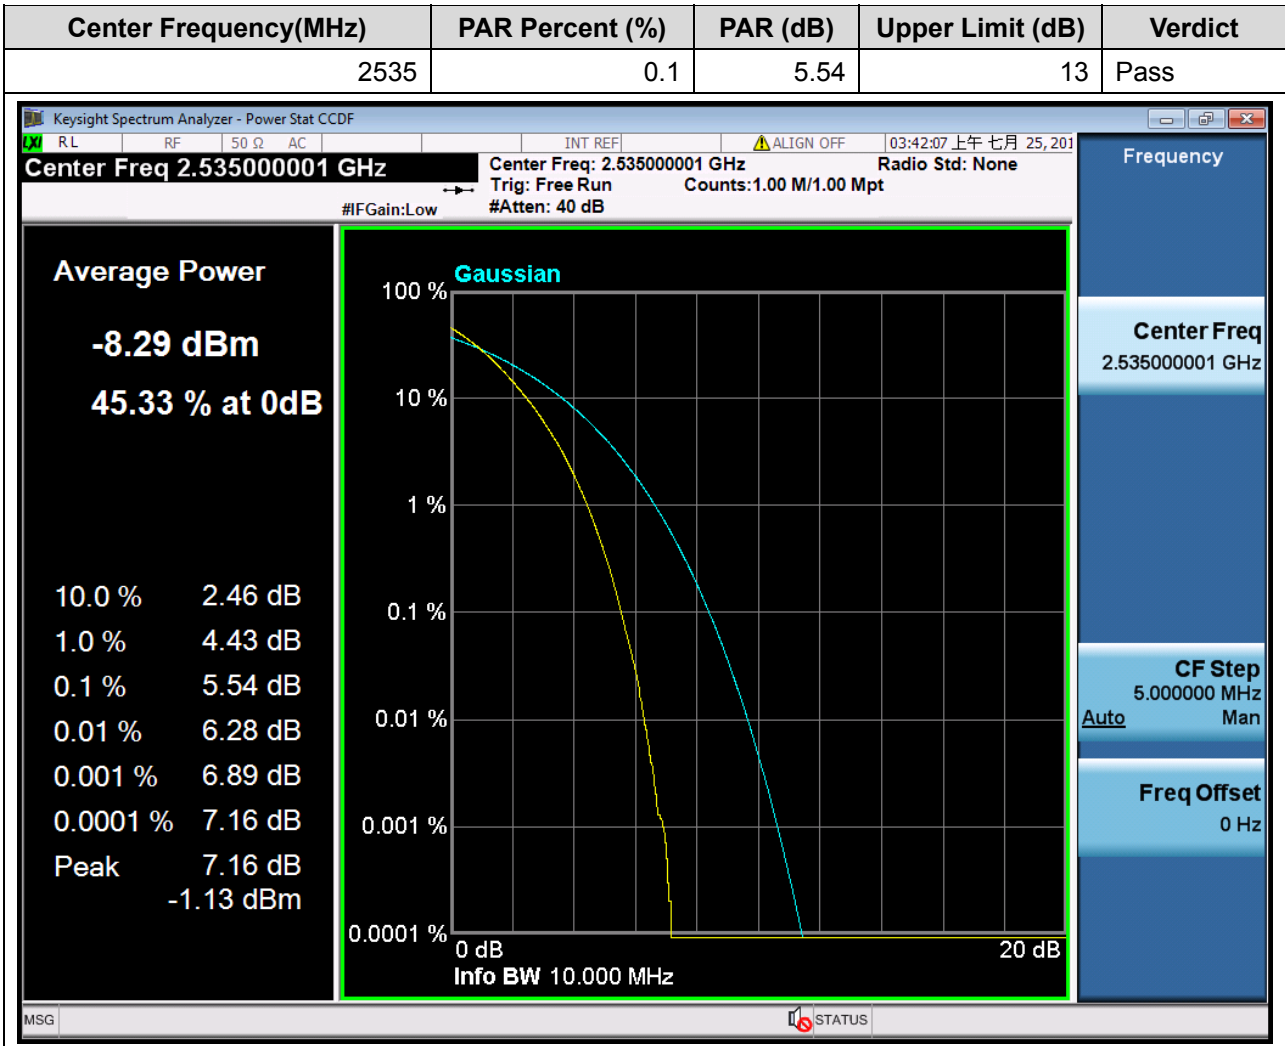 Center Frequency(MHz) PAR Percent (%) PAR (dB) Upper Limit (dB) Verdict
2535 0.1 5.54 13 Pass
Keysight Spectrum Analyzer - Power Stat CCDF
LXI RL RF 50 Ω AC INT REF ALIGN OFF 03:42:07 上午 七月 25, 201
Center Freq 2.535000001 GHz
Center Freq: 2.535000001 GHz Radio Std: None
Trig: Free Run Counts:1.00 M/1.00 Mpt
#IFGain:Low #Atten: 40 dB
Average Power
-8.29 dBm
45.33 % at 0dB
10.0 % 2.46 dB
1.0 % 4.43 dB
0.1 % 5.54 dB
0.01 % 6.28 dB
0.001 % 6.89 dB
0.0001 % 7.16 dB
Peak 7.16 dB
-1.13 dBm
Gaussian
100 %
10 %
1 %
0.1 %
0.01 %
0.001 %
0.0001 %
0 dB 20 dB
Info BW 10.000 MHz
Frequency
Center Freq
2.535000001 GHz
CF Step
5.000000 MHz
Auto Man
Freq Offset
0 Hz
MSG STATUS